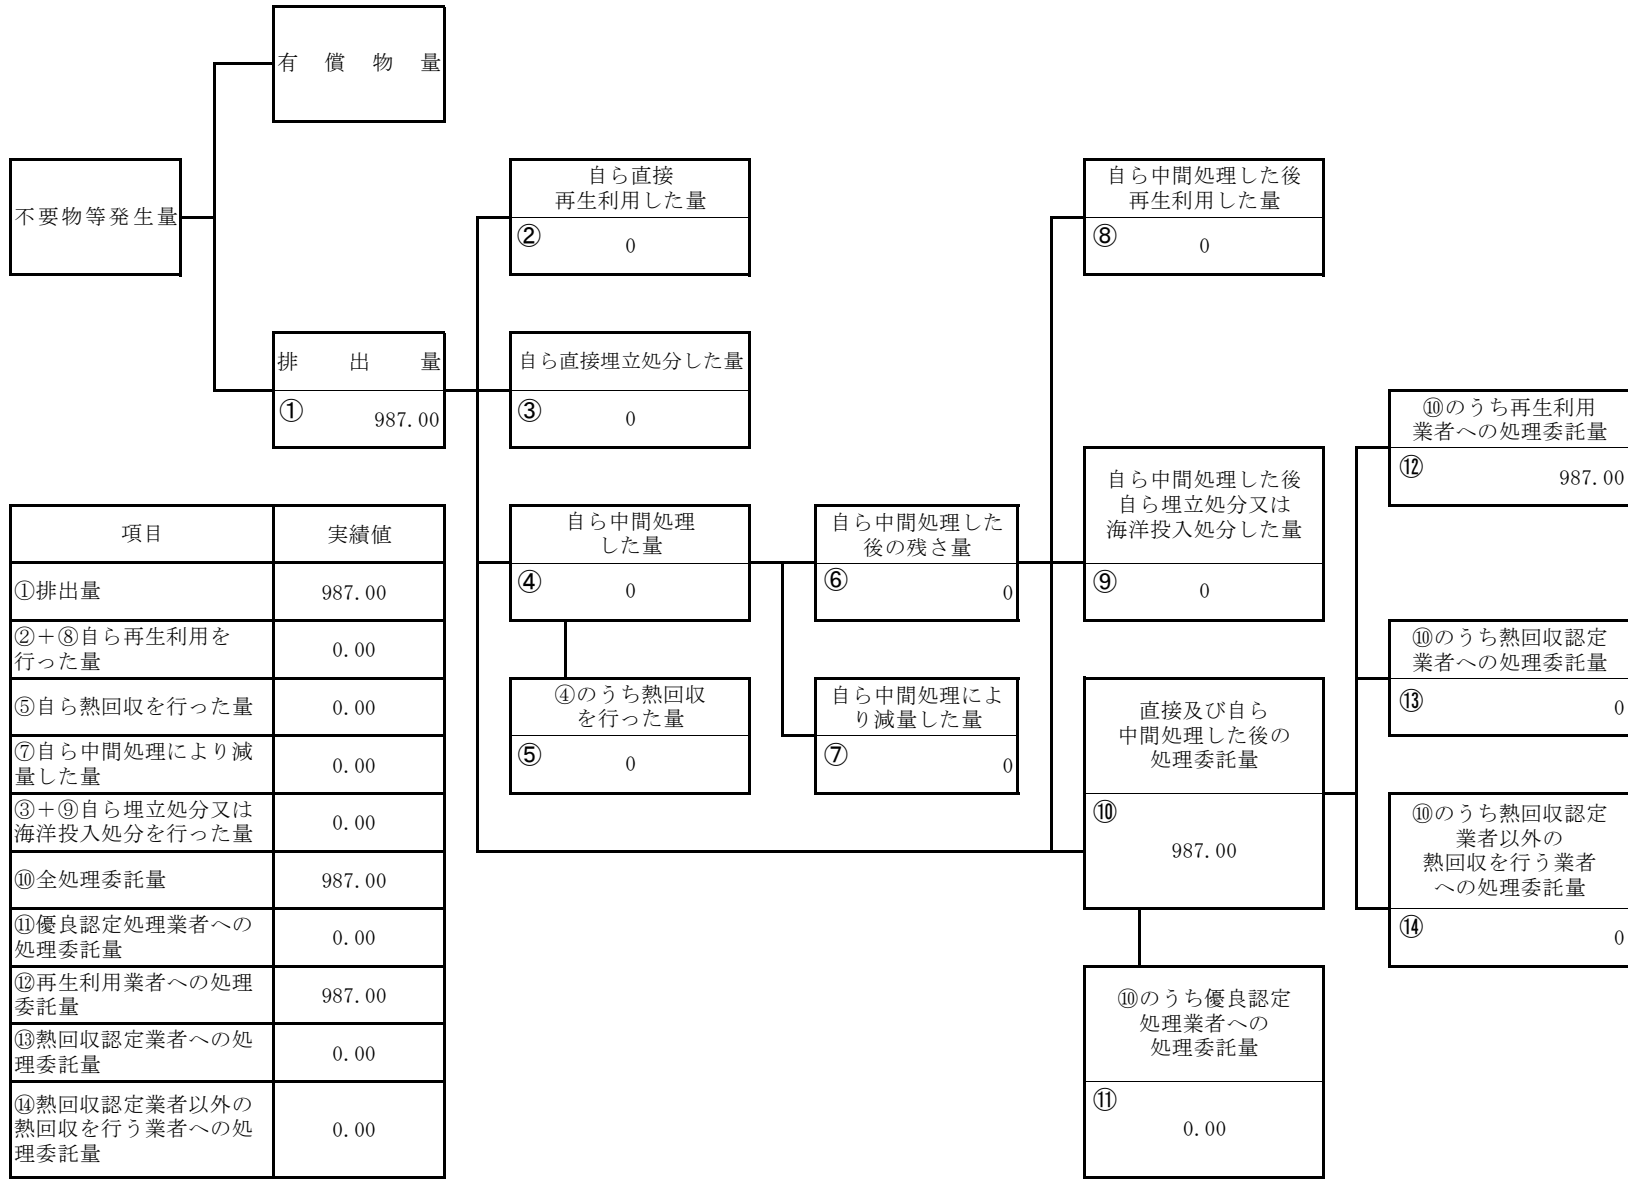 有償物量
不要物等発生量
排出量
① 987.00
自ら直接
再生利用した量
② 0
自ら直接埋立処分した量
③ 0
自ら中間処理
した量
④ 0
④のうち熱回収
を行った量
⑤ 0
自ら中間処理した
後の残さ量
⑥ 0
自ら中間処理によ
り減量した量
⑦ 0
自ら中間処理した後
再生利用した量
⑧ 0
自ら中間処理した後
自ら埋立処分又は
海洋投入処分した量
⑨ 0
直接及び自ら
中間処理した後の
処理委託量
⑩
987.00
⑩のうち優良認定
処理業者への
処理委託量
⑪
0.00
⑩のうち再生利用
業者への処理委託量
⑫ 987.00
⑩のうち熱回収認定
業者への処理委託量
⑬ 0
⑩のうち熱回収認定
業者以外の
熱回収を行う業者
への処理委託量
⑭ 0
項目 実績値
①排出量 987.00
②＋⑧自ら再生利用を
行った量 0.00
⑤自ら熱回収を行った量 0.00
⑦自ら中間処理により減
量した量 0.00
③＋⑨自ら埋立処分又は
海洋投入処分を行った量 0.00
⑩全処理委託量 987.00
⑪優良認定処理業者への
処理委託量 0.00
⑫再生利用業者への処理
委託量 987.00
⑬熱回収認定業者への処
理委託量 0.00
⑭熱回収認定業者以外の
熱回収を行う業者への処
理委託量 0.00